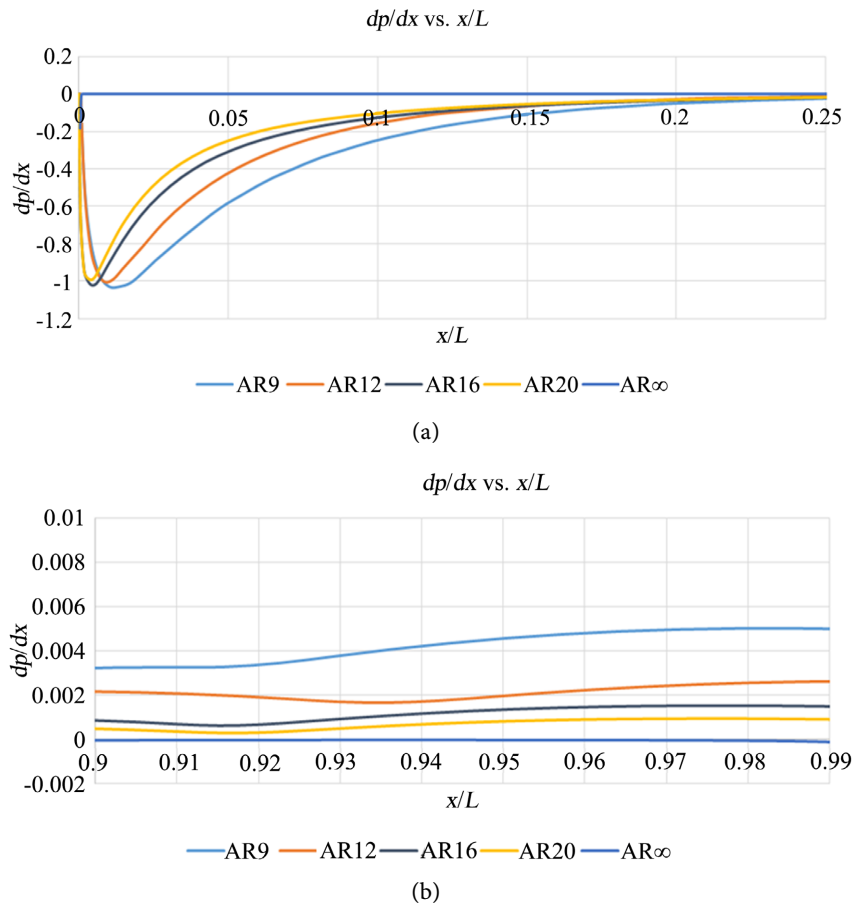 dp/dx vs. x/L
0.2
0
0 0.05 0.1 0.15 0.2 0.25
-0.2
-0.4
-0.6
-0.8
-1
-1.2
dp/dx
x/L
AR9 AR12 AR16 AR20 AR∞
(a)
dp/dx vs. x/L
0.01
0.008
0.006
0.004
0.002
0
-0.002
dp/dx
0.9 0.91 0.92 0.93 0.94 0.95 0.96 0.97 0.98 0.99
x/L
AR9 AR12 AR16 AR20 AR∞
(b)